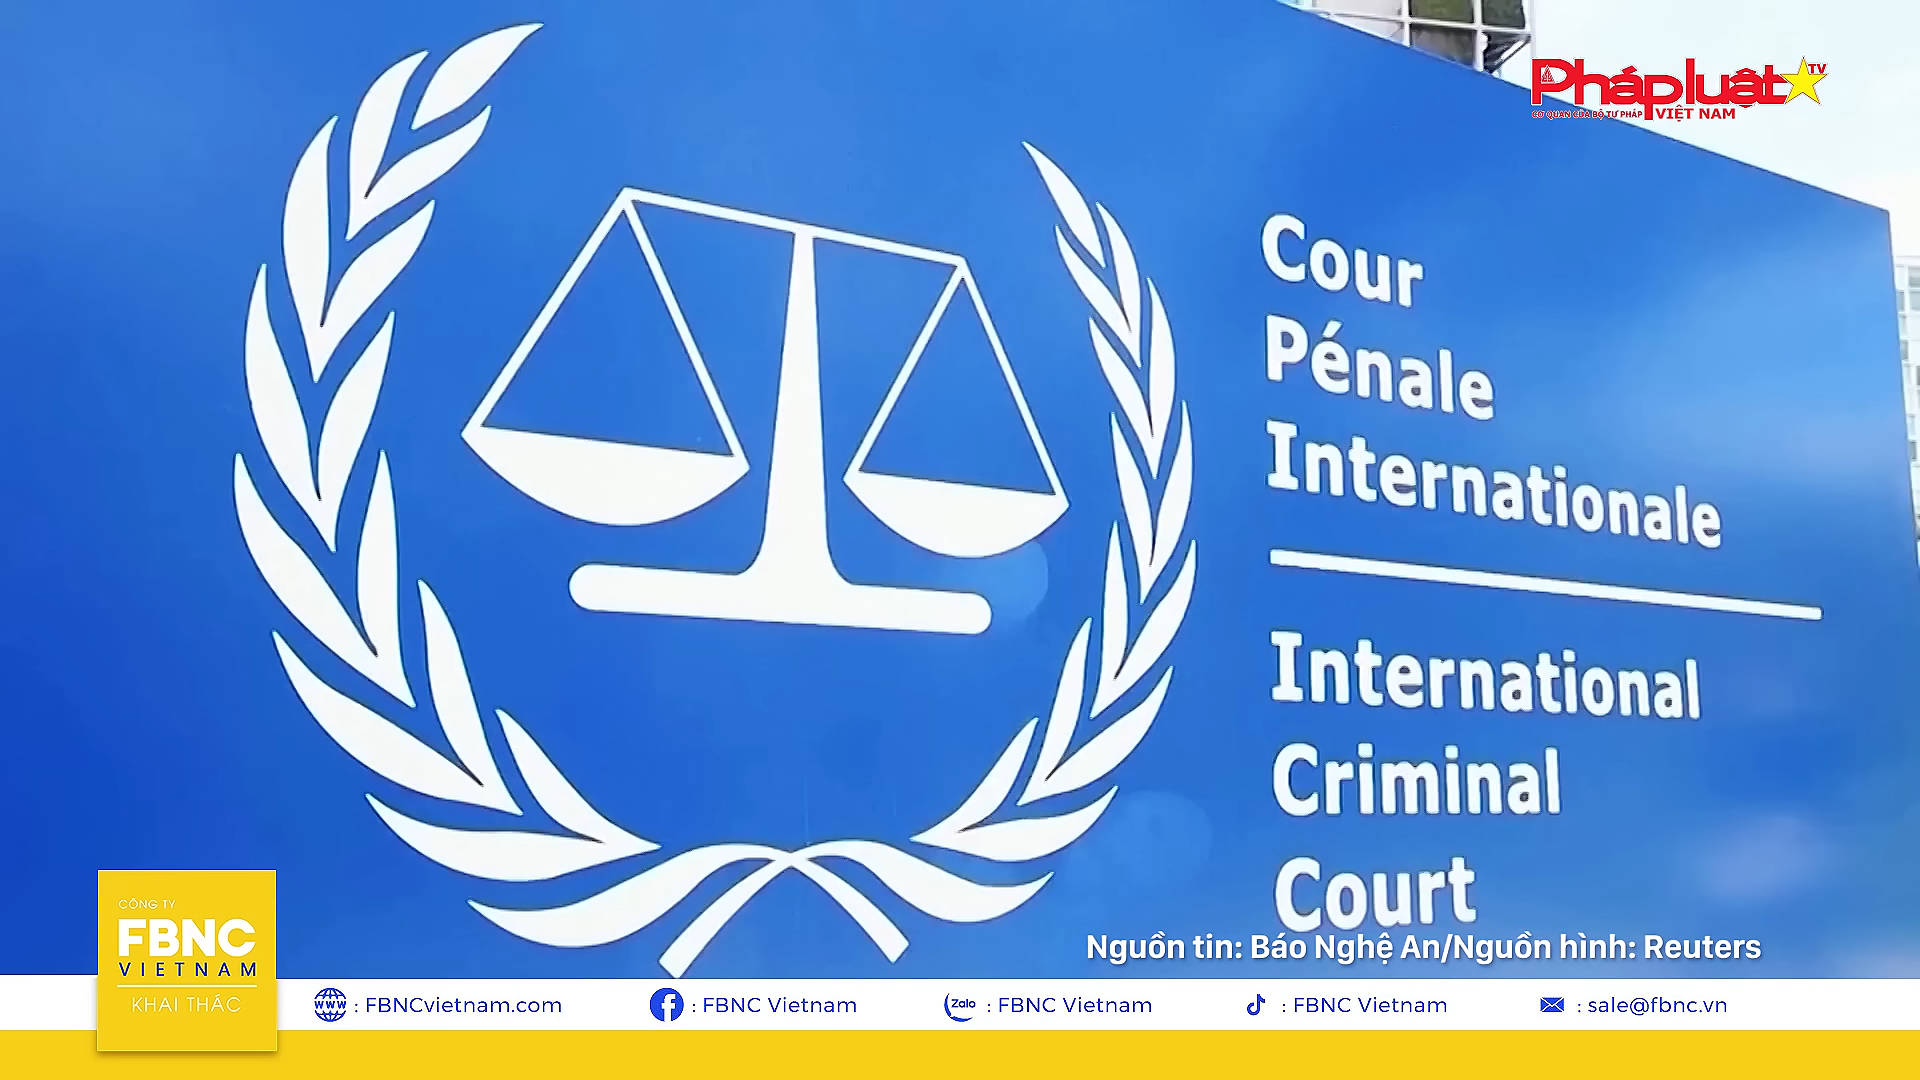 Phápluật TV
CƠ QUAN CỦA BỘ TƯ PHÁP VIỆT NAM
Cour
Pénale
Internationale
International
Criminal
Court
Nguồn tin: Báo Nghệ An/Nguồn hình: Reuters
CÔNG TY
FBNC
VIETNAM
KHAI THÁC
www : FBNCvietnam.com
: FBNC Vietnam
Zalo : FBNC Vietnam
: FBNC Vietnam
: sale@fbnc.vn